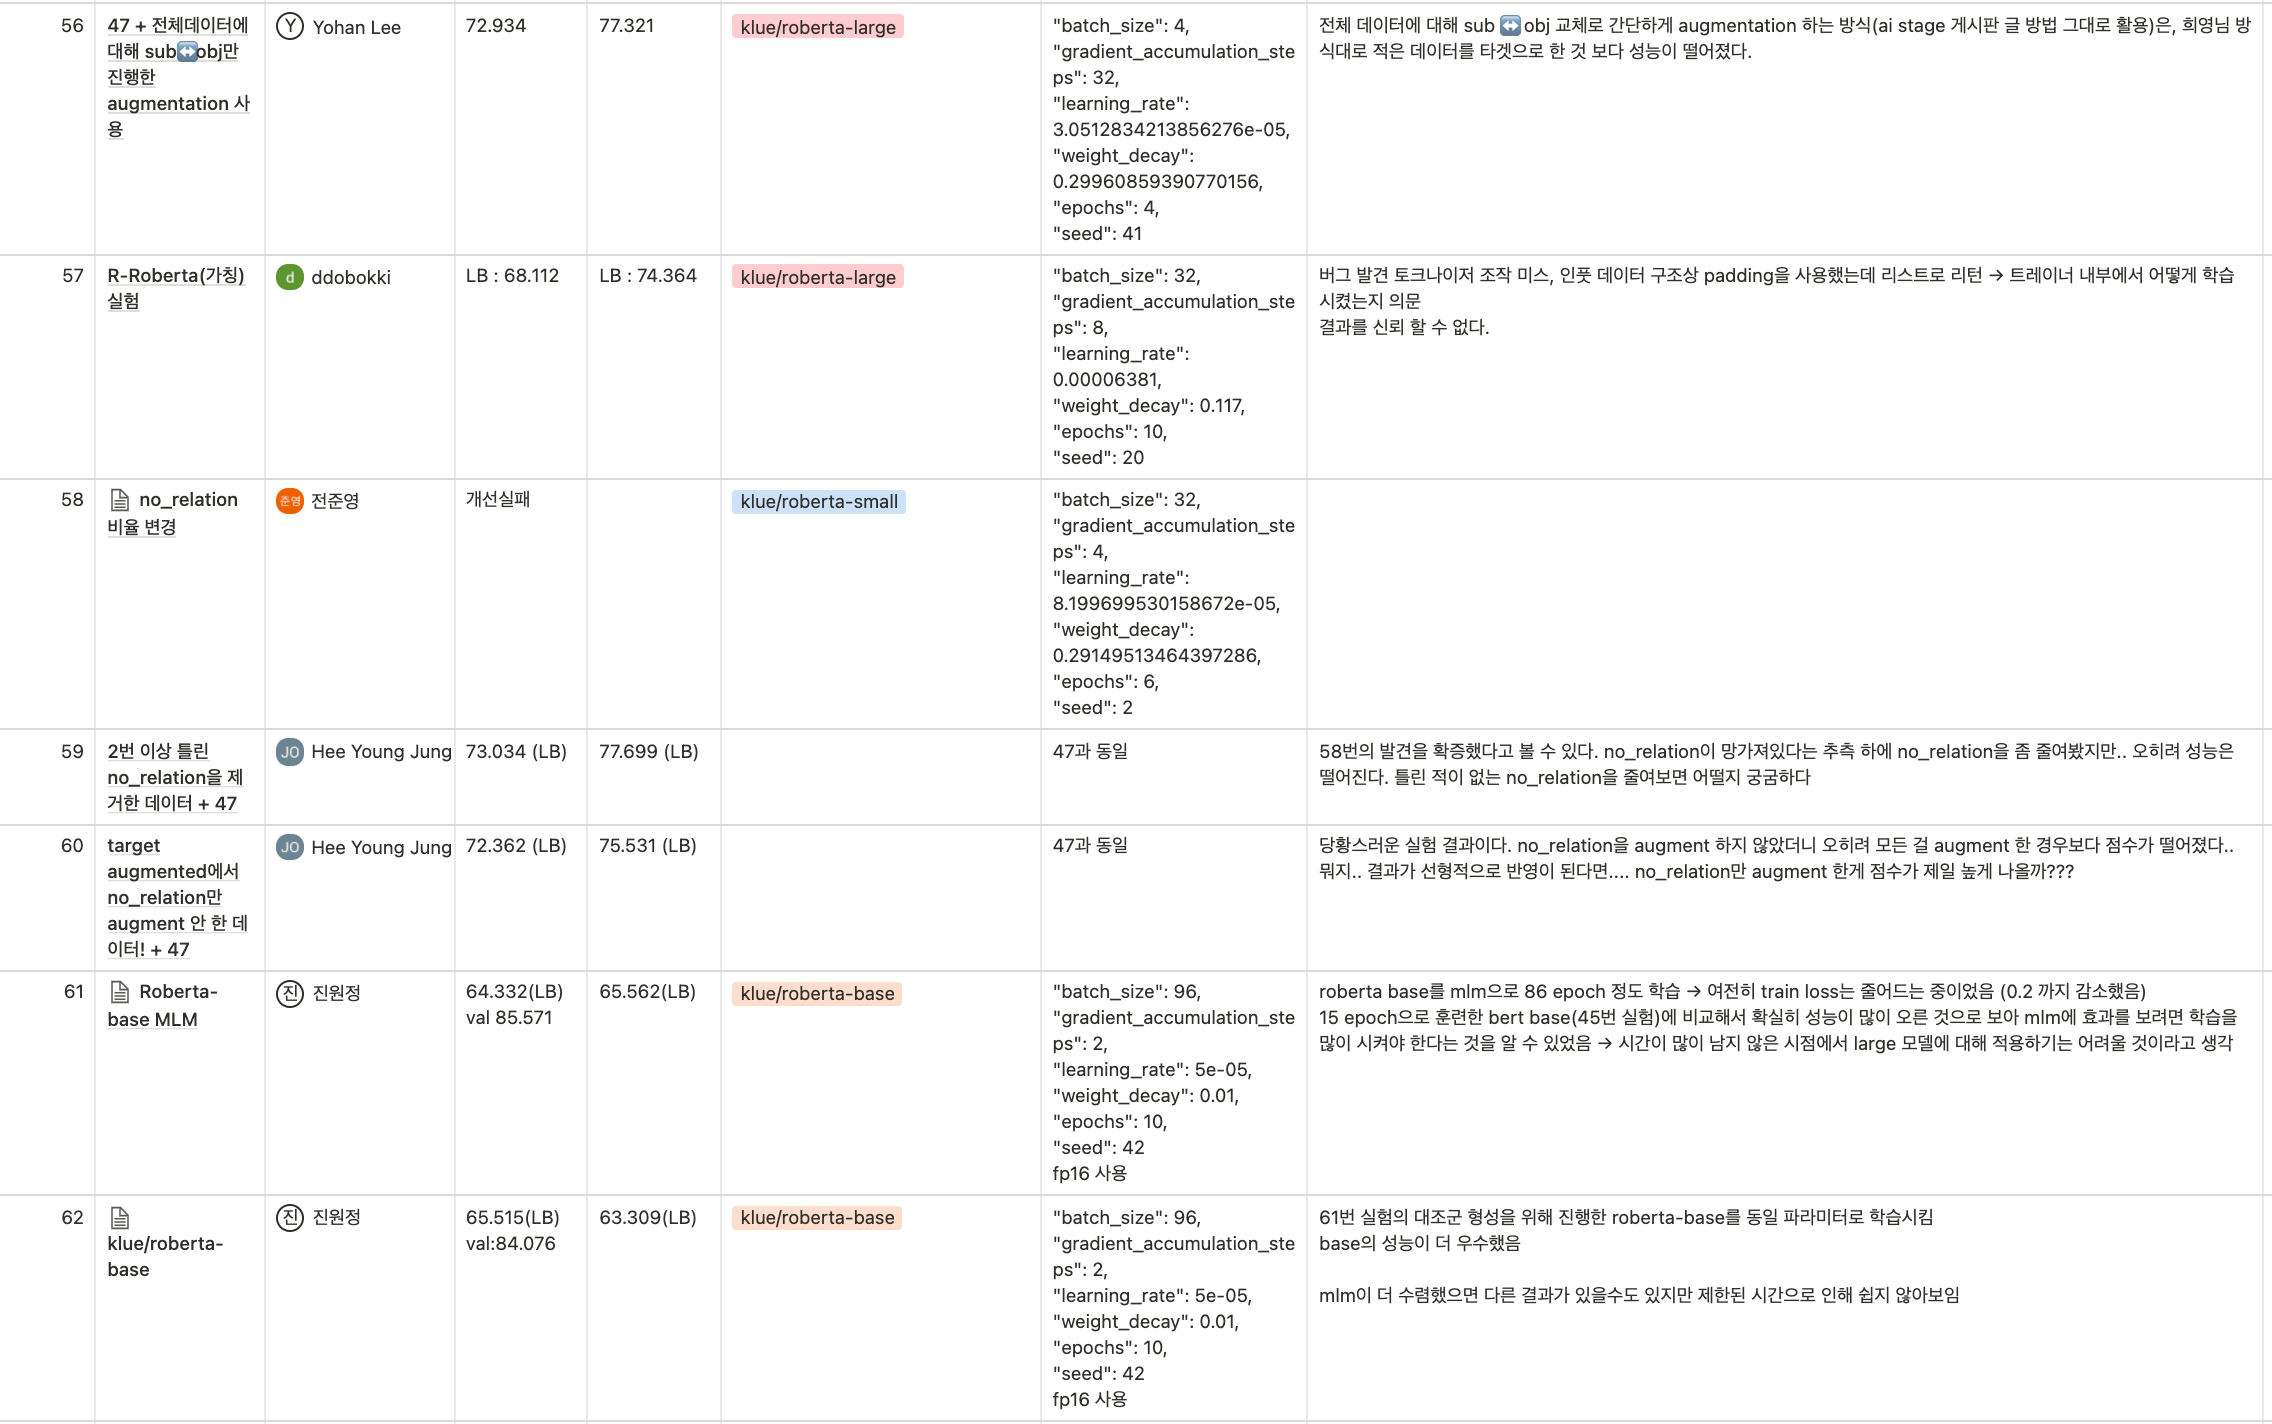 56
47 + 전체데이터에
대해 sub↔️obj만
진행한
augmentation 사
용
Y Yohan Lee
72.934
77.321
klue/roberta-large
"batch_size": 4,
"gradient_accumulation_ste
ps": 32,
"learning_rate":
3.0512834213856276e-05,
"weight_decay":
0.29960859390770156,
"epochs": 4,
"seed": 41
전체 데이터에 대해 sub ↔️ obj 교체로 간단하게 augmentation 하는 방식(ai stage 게시판 글 방법 그대로 활용)은, 희영님 방
식대로 적은 데이터를 타겟으로 한 것 보다 성능이 떨어졌다.
57
R-Roberta(가칭)
실험
d ddobokki
LB : 68.112
LB : 74.364
klue/roberta-large
"batch_size": 32,
"gradient_accumulation_ste
ps": 8,
"learning_rate":
0.00006381,
"weight_decay": 0.117,
"epochs": 10,
"seed": 20
버그 발견 토크나이저 조작 미스, 인풋 데이터 구조상 padding을 사용했는데 리스트로 리턴 → 트레이너 내부에서 어떻게 학습
시켰는지 의문
결과를 신뢰 할 수 없다.
58
no_relation
비율 변경
준영 전준영
개선실패
klue/roberta-small
"batch_size": 32,
"gradient_accumulation_ste
ps": 4,
"learning_rate":
8.199699530158672e-05,
"weight_decay":
0.29149513464397286,
"epochs": 6,
"seed": 2
59
2번 이상 틀린
no_relation을 제
거한 데이터 + 47
JO Hee Young Jung
73.034 (LB)
77.699 (LB)
47과 동일
58번의 발견을 확증했다고 볼 수 있다. no_relation이 망가져있다는 추측 하에 no_relation을 좀 줄여봤지만.. 오히려 성능은
떨어진다. 틀린 적이 없는 no_relation을 줄여보면 어떨지 궁굼하다
60
target
augmented에서
no_relation만
augment 안 한 데
이터! + 47
JO Hee Young Jung
72.362 (LB)
75.531 (LB)
47과 동일
당황스러운 실험 결과이다. no_relation을 augment 하지 않았더니 오히려 모든 걸 augment 한 경우보다 점수가 떨어졌다..
뭐지.. 결과가 선형적으로 반영이 된다면.... no_relation만 augment 한게 점수가 제일 높게 나올까???
61
Roberta-
base MLM
진 진원정
64.332(LB)
val 85.571
65.562(LB)
klue/roberta-base
"batch_size": 96,
"gradient_accumulation_ste
ps": 2,
"learning_rate": 5e-05,
"weight_decay": 0.01,
"epochs": 10,
"seed": 42
fp16 사용
roberta base를 mlm으로 86 epoch 정도 학습 → 여전히 train loss는 줄어드는 중이었음 (0.2 까지 감소했음)
15 epoch으로 훈련한 bert base(45번 실험)에 비교해서 확실히 성능이 많이 오른 것으로 보아 mlm에 효과를 보려면 학습을
많이 시켜야 한다는 것을 알 수 있었음 → 시간이 많이 남지 않은 시점에서 large 모델에 대해 적용하기는 어려울 것이라고 생각
62
klue/roberta-
base
진 진원정
65.515(LB)
val:84.076
63.309(LB)
klue/roberta-base
"batch_size": 96,
"gradient_accumulation_ste
ps": 2,
"learning_rate": 5e-05,
"weight_decay": 0.01,
"epochs": 10,
"seed": 42
fp16 사용
61번 실험의 대조군 형성을 위해 진행한 roberta-base를 동일 파라미터로 학습시킴
base의 성능이 더 우수했음
mlm이 더 수렴했으면 다른 결과가 있을수도 있지만 제한된 시간으로 인해 쉽지 않아보임